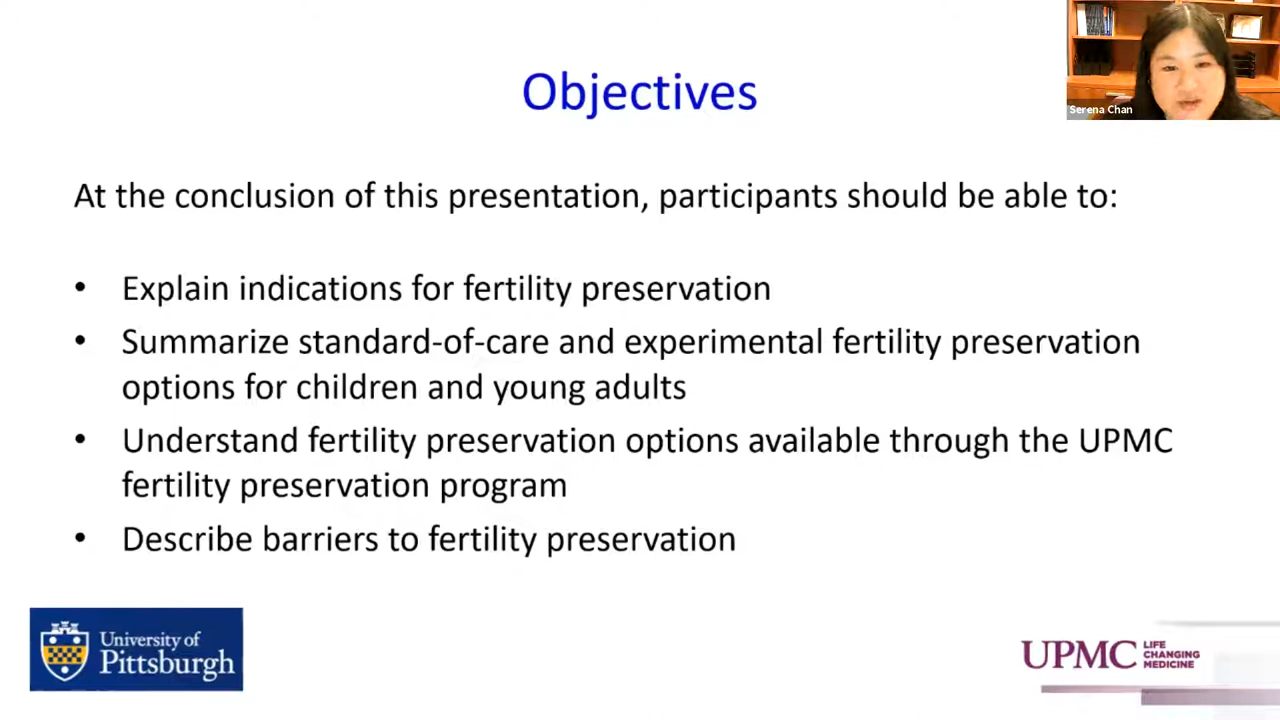 Objectives
Serena Chan
At the conclusion of this presentation, participants should be able to:
• Explain indications for fertility preservation
• Summarize standard-of-care and experimental fertility preservation
options for children and young adults
• Understand fertility preservation options available through the UPMC
fertility preservation program
• Describe barriers to fertility preservation
University of
Pittsburgh
UPMC
LIFE
CHANGING
MEDICINE